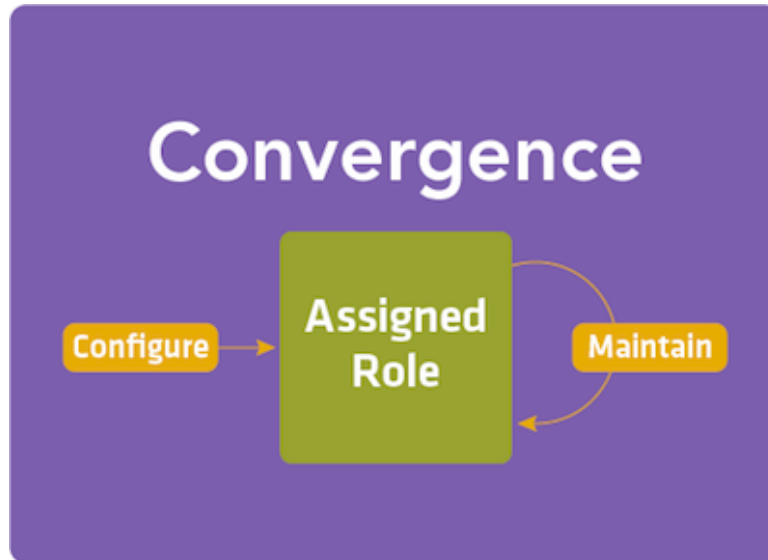 Convergence
Assigned
Role
Configure
Maintain